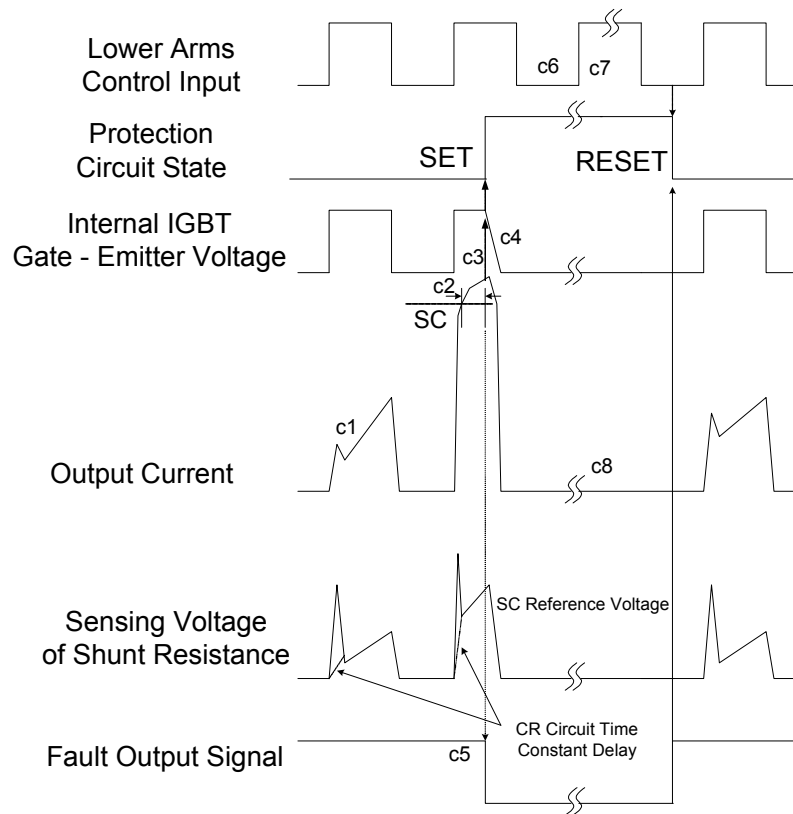 Lower Arms
Control Input
c6
c7
Protection
Circuit State
SET
RESET
Internal IGBT
Gate - Emitter Voltage
c4
c3
c2
SC
c1
Output Current
c8
SC Reference Voltage
Sensing Voltage
of Shunt Resistance
CR Circuit Time
Constant Delay
Fault Output Signal
c5